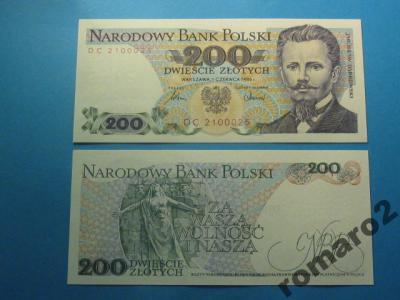 NARODOWY BANK POLSKI
DC 2100025
200
DWIEŚCIE ZŁOTYCH
WARSZAWA, 1 CZERWCA 1986 r.
200
DC 2100025
NARODOWY BANK POLSKI
200
ZA
WASZĄ
WOLNOŚĆ
I NASZĄ
200
DWIEŚCIE
ZŁOTYCH
NBP
romaro2